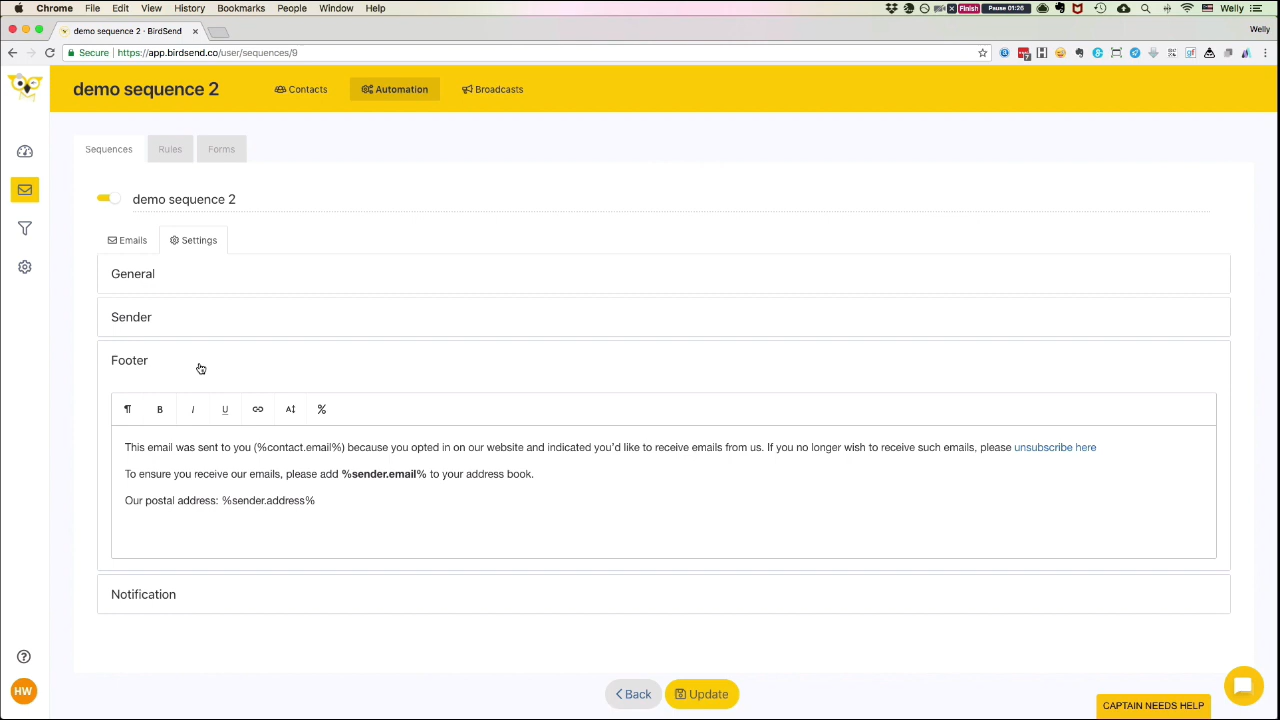 Chrome File Edit View History Bookmarks People Window Help
Finish Pause 01:26 Welly
demo sequence 2 · BirdSend
Welly
Secure https://app.birdsend.co/user/sequences/9
demo sequence 2 Contacts Automation Broadcasts
Sequences Rules Forms
demo sequence 2
Emails Settings
General
Sender
Footer
¶ B I U %
This email was sent to you (%contact.email%) because you opted in on our website and indicated you'd like to receive emails from us. If you no longer wish to receive such emails, please unsubscribe here
To ensure you receive our emails, please add %sender.email% to your address book.
Our postal address: %sender.address%
Notification
Back Update
HW
CAPTAIN NEEDS HELP